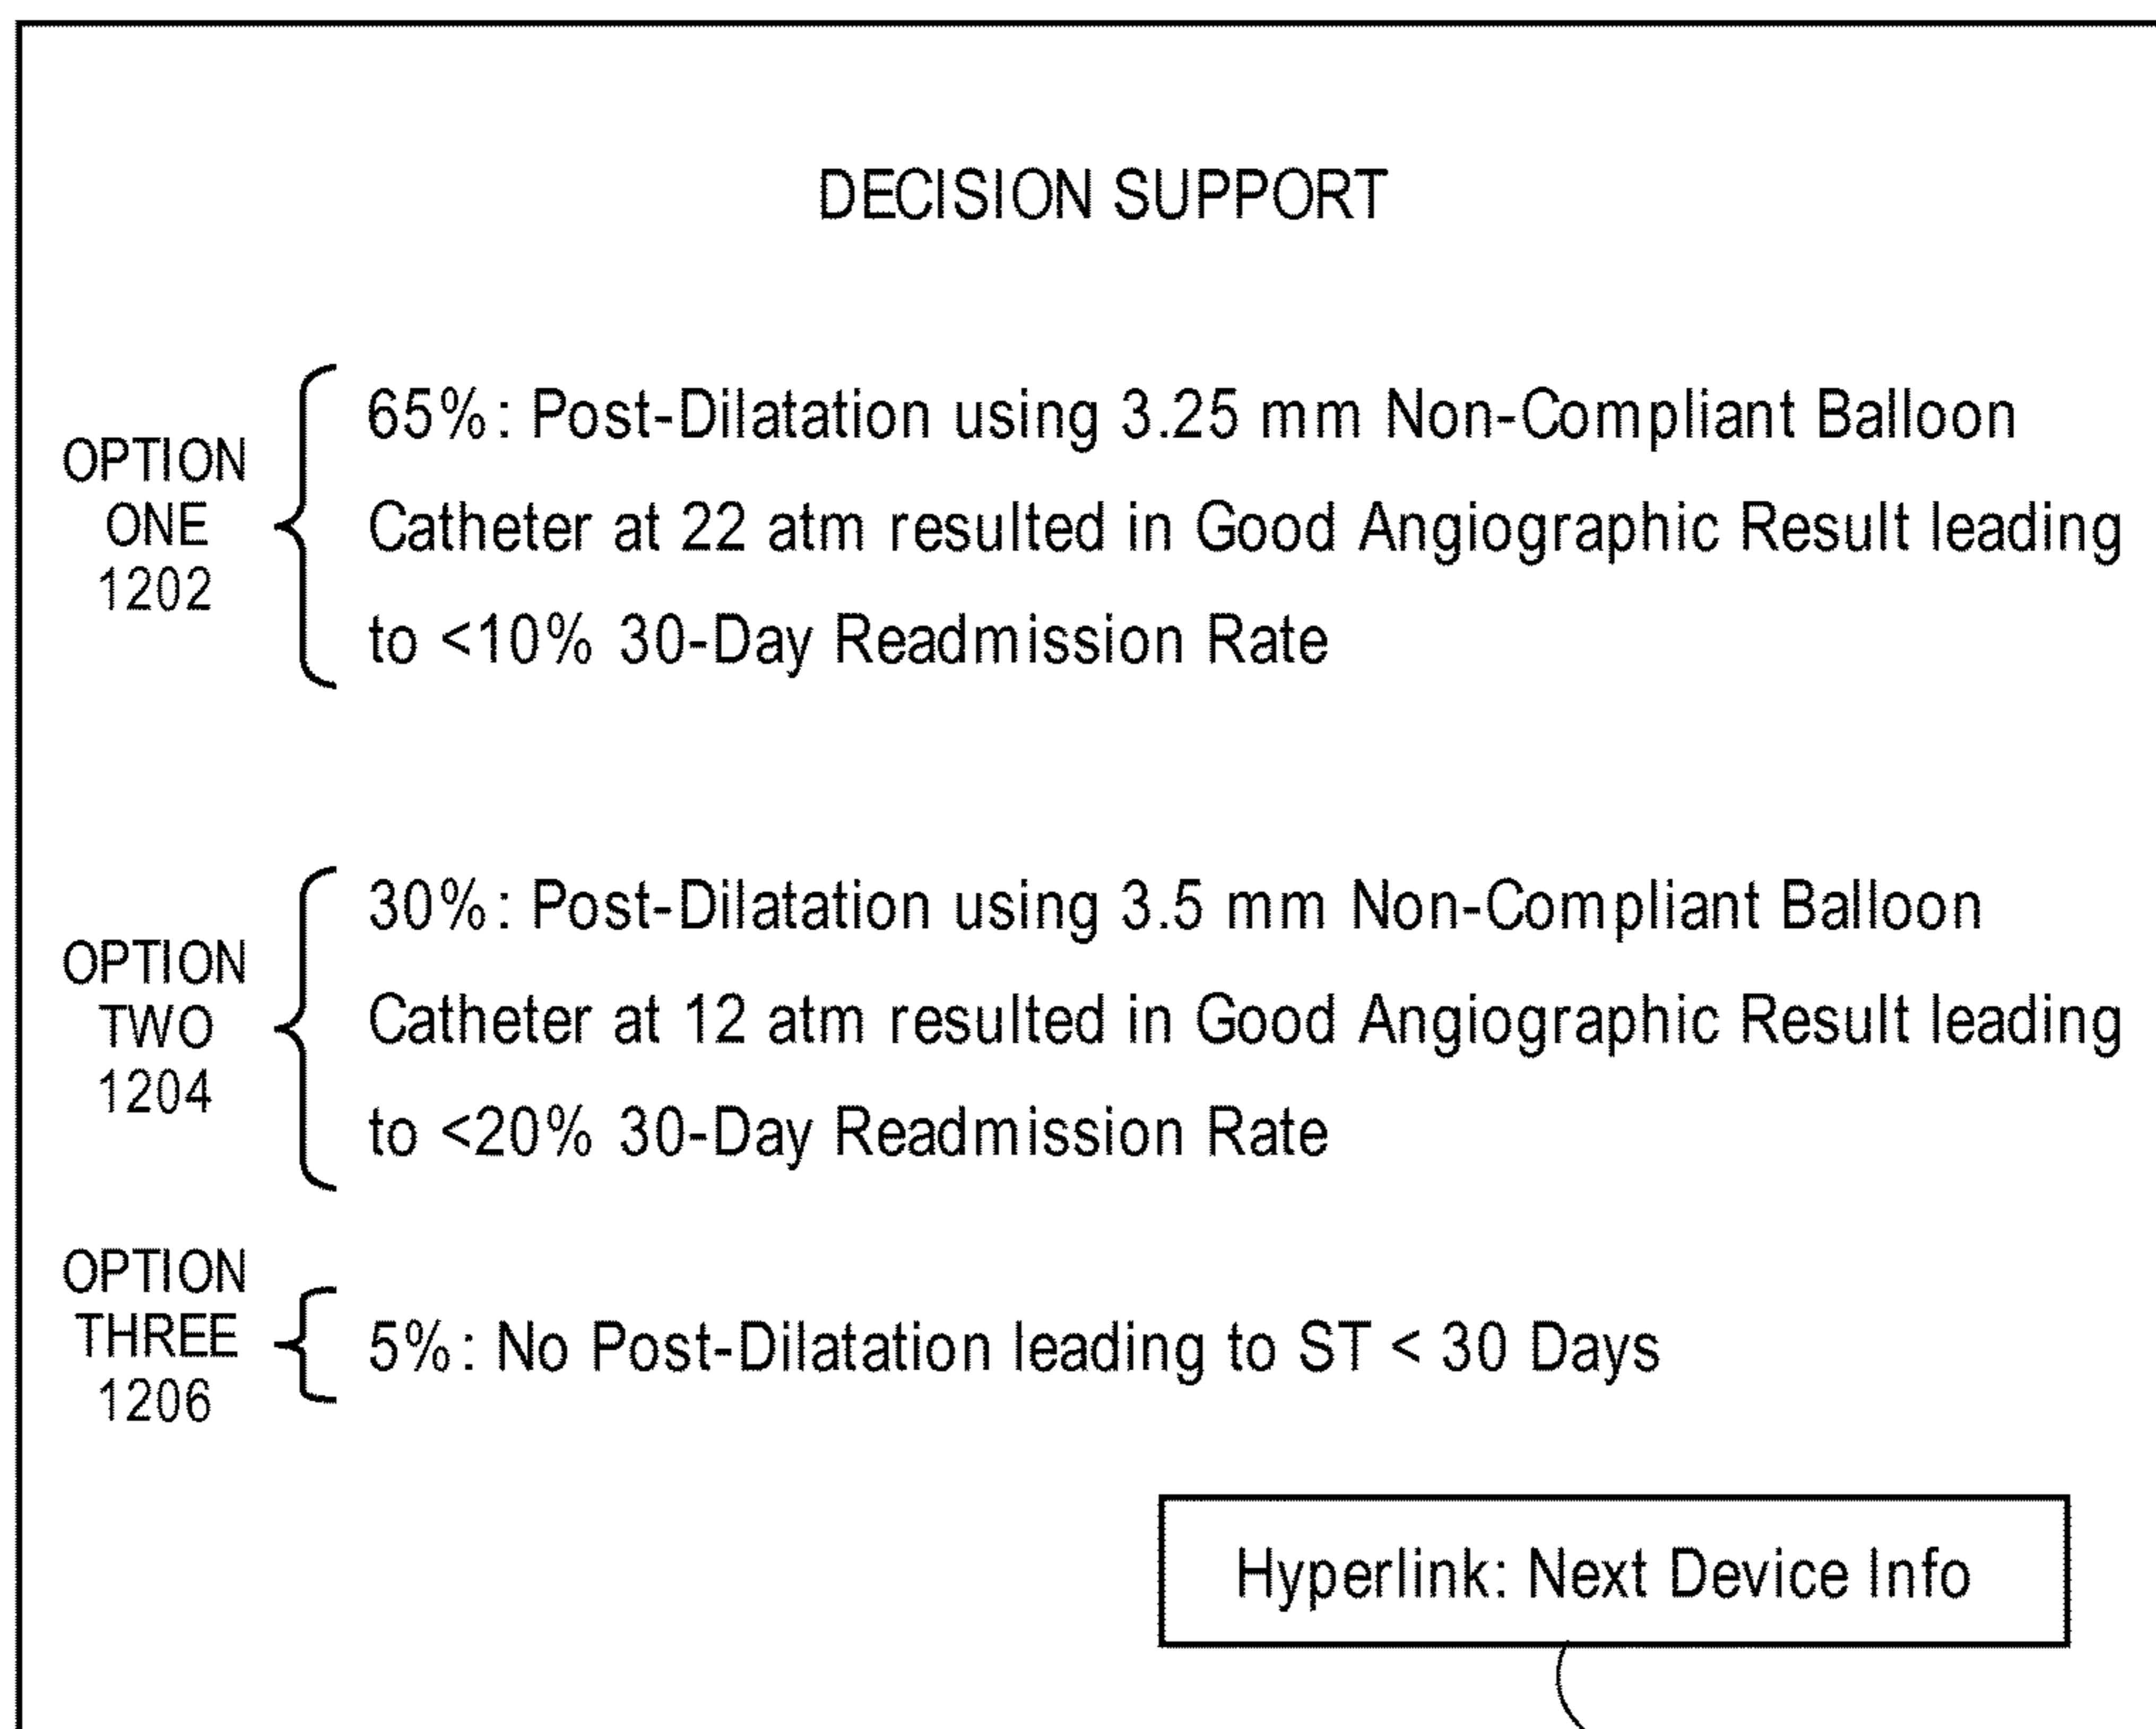 DECISION SUPPORT
OPTION
ONE
1202
65%: Post-Dilatation using 3.25 mm Non-Compliant Balloon
Catheter at 22 atm resulted in Good Angiographic Result leading
to <10% 30-Day Readmission Rate
OPTION
TWO
1204
30%: Post-Dilatation using 3.5 mm Non-Compliant Balloon
Catheter at 12 atm resulted in Good Angiographic Result leading
to <20% 30-Day Readmission Rate
OPTION
THREE
1206
5%: No Post-Dilatation leading to ST < 30 Days
Hyperlink: Next Device Info